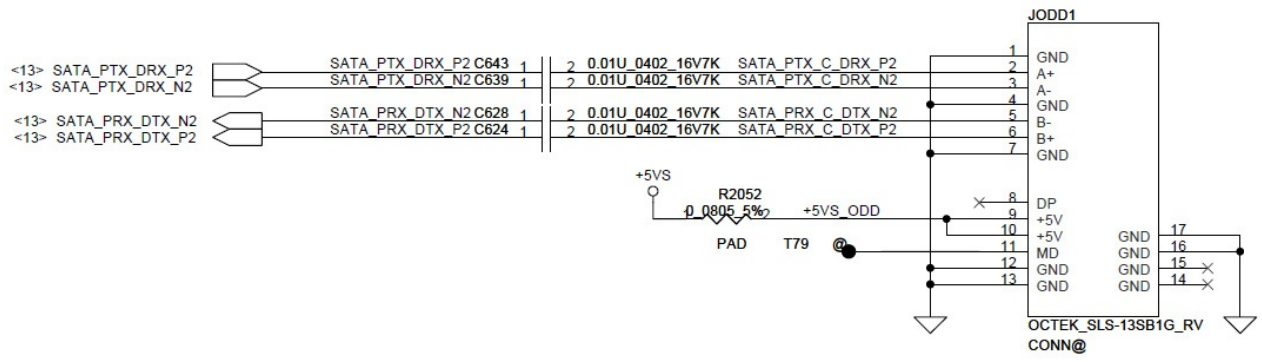 JODD1
1 GND
<13> SATA_PTX_DRX_P2 SATA_PTX_DRX_P2 C643 1 2 0.01U_0402_16V7K SATA_PTX_C_DRX_P2 2 A+
<13> SATA_PTX_DRX_N2 SATA_PTX_DRX_N2 C639 1 2 0.01U_0402_16V7K SATA_PTX_C_DRX_N2 3 A-
4 GND
<13> SATA_PRX_DTX_N2 SATA_PRX_DTX_N2 C628 1 2 0.01U_0402_16V7K SATA_PRX_C_DTX_N2 5 B-
<13> SATA_PRX_DTX_P2 SATA_PRX_DTX_P2 C624 1 2 0.01U_0402_16V7K SATA_PRX_C_DTX_P2 6 B+
7 GND
+5VS
R2052
8 DP
1 0_0805_5% 2 +5VS_ODD 9 +5V
10 +5V GND 17
PAD T79 @ 11 MD GND 16
12 GND GND 15
13 GND GND 14
OCTEK_SLS-13SB1G_RV
CONN@